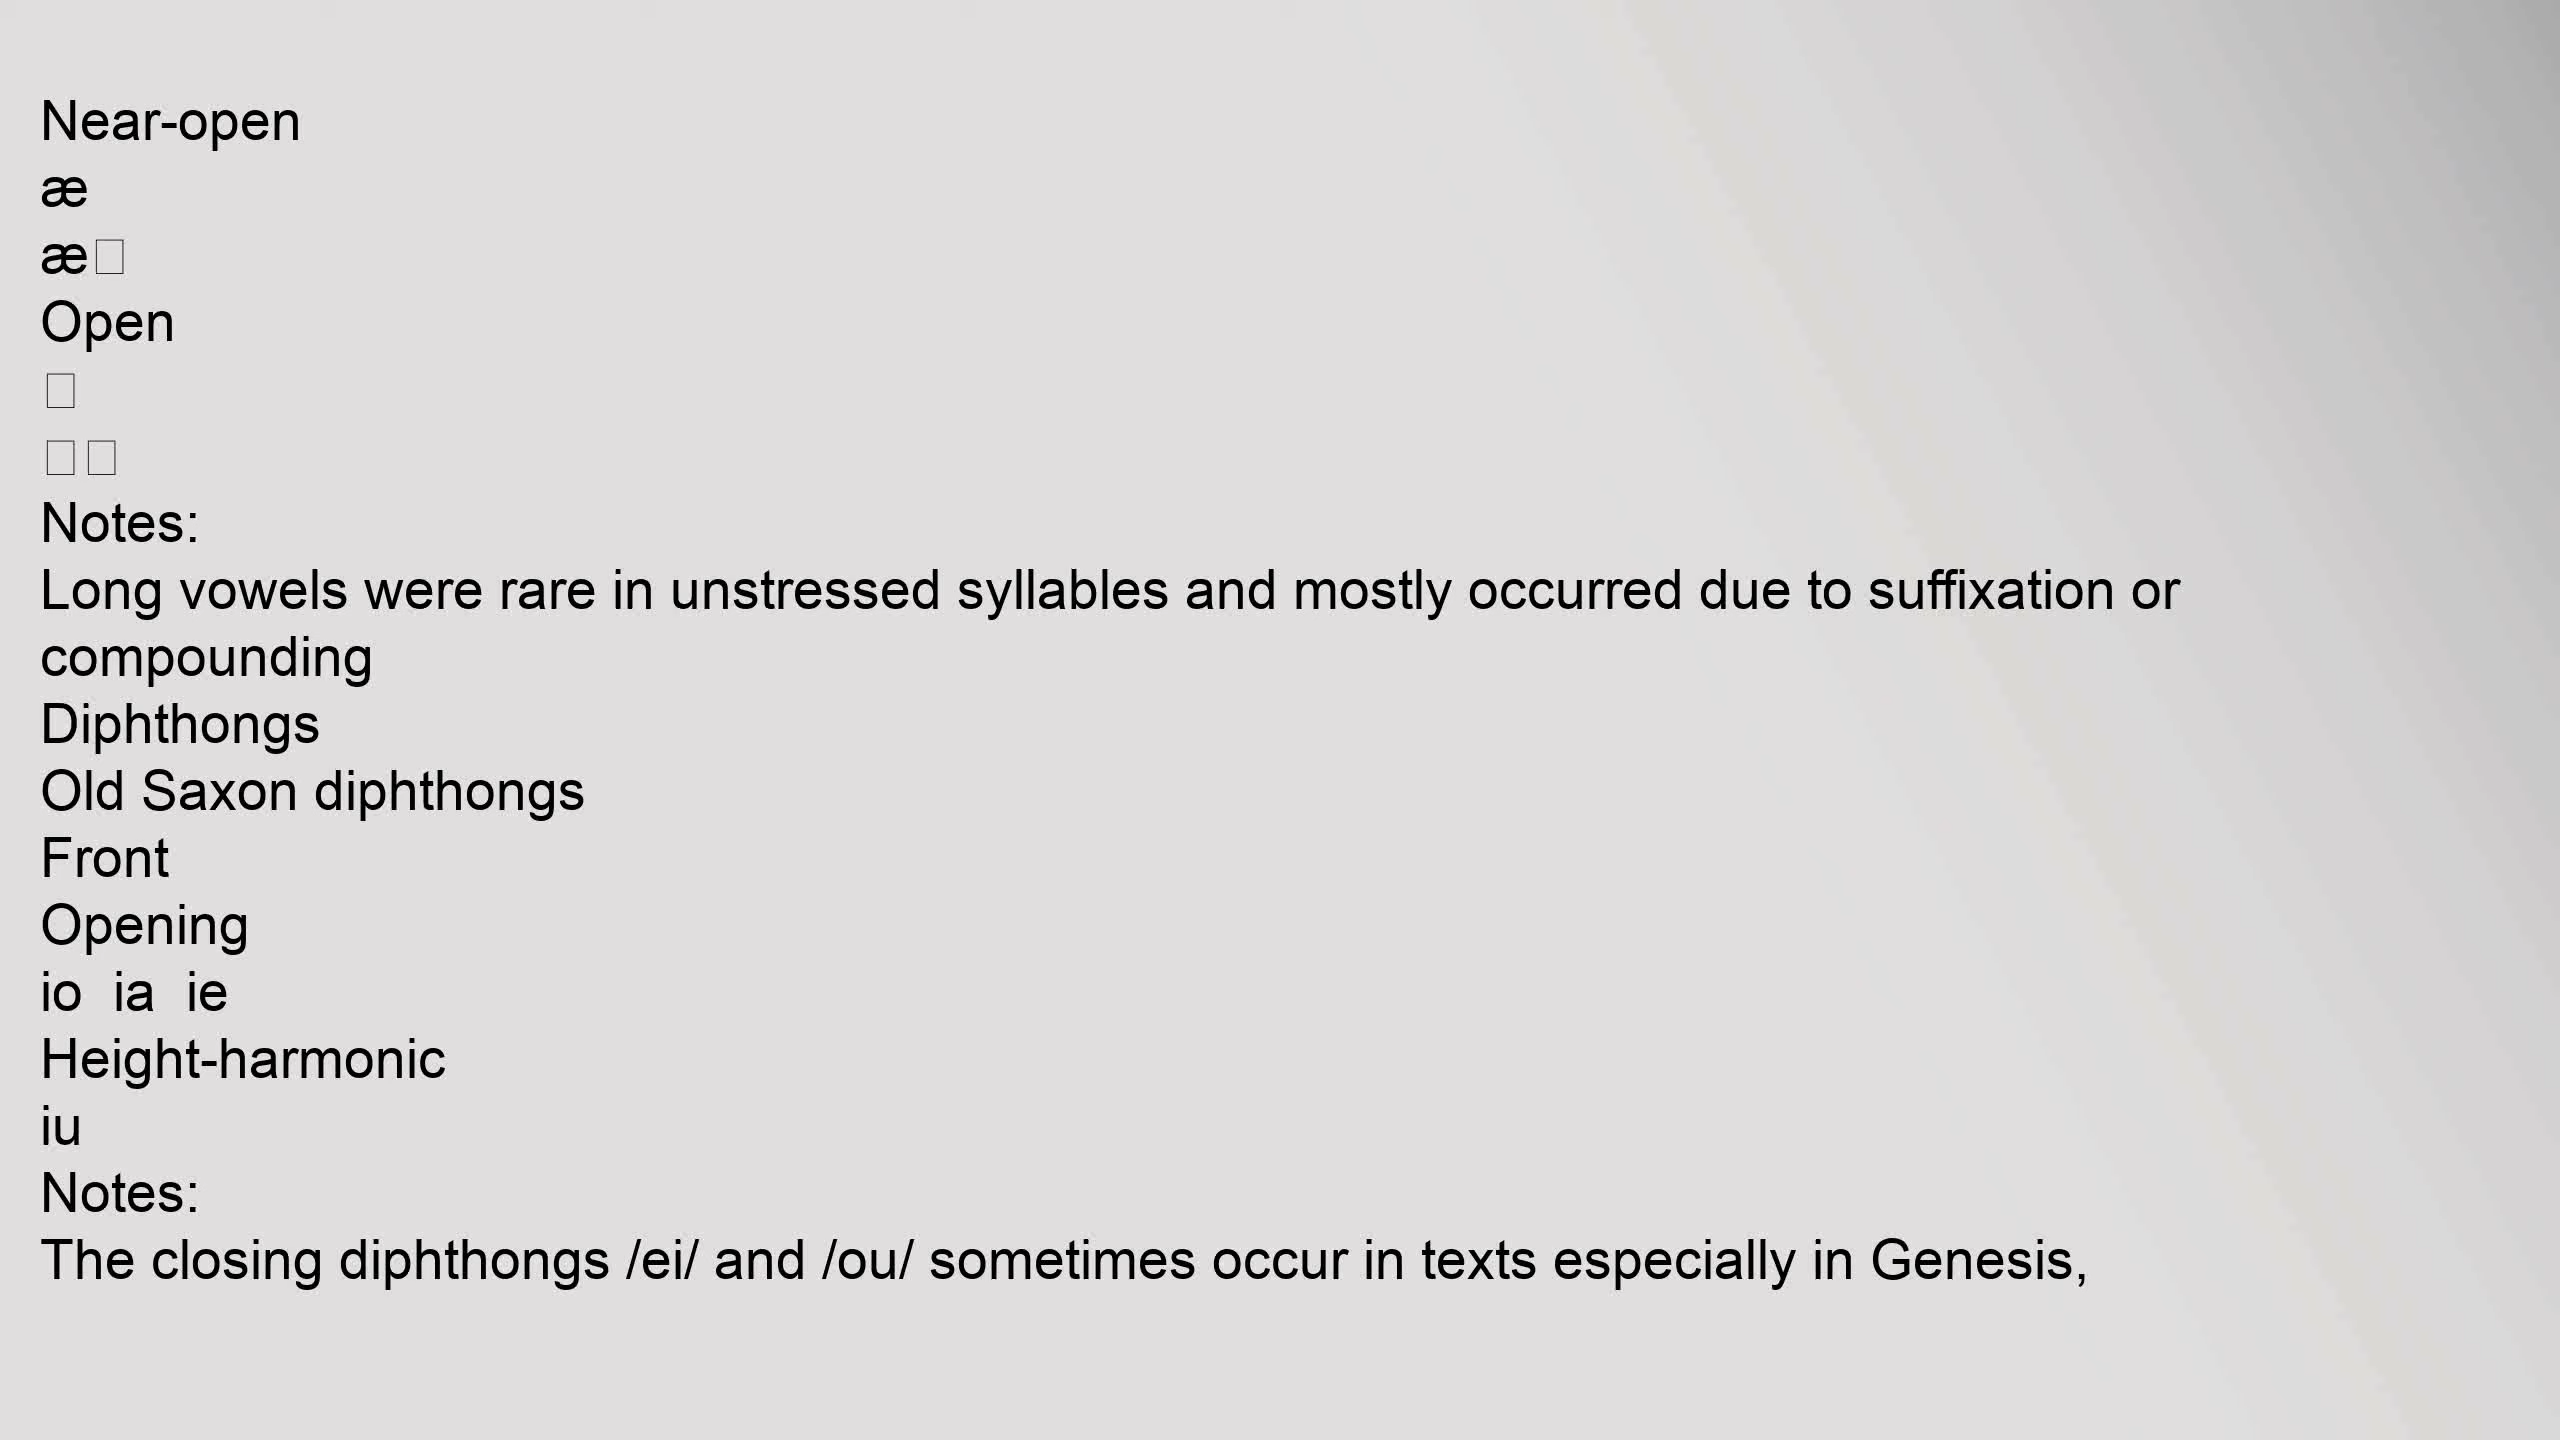 Near-open
æ
æ□
Open
□
□□
Notes:
Long vowels were rare in unstressed syllables and mostly occurred due to suffixation or
compounding
Diphthongs
Old Saxon diphthongs
Front
Opening
io  ia  ie
Height-harmonic
iu
Notes:
The closing diphthongs /ei/ and /ou/ sometimes occur in texts especially in Genesis,